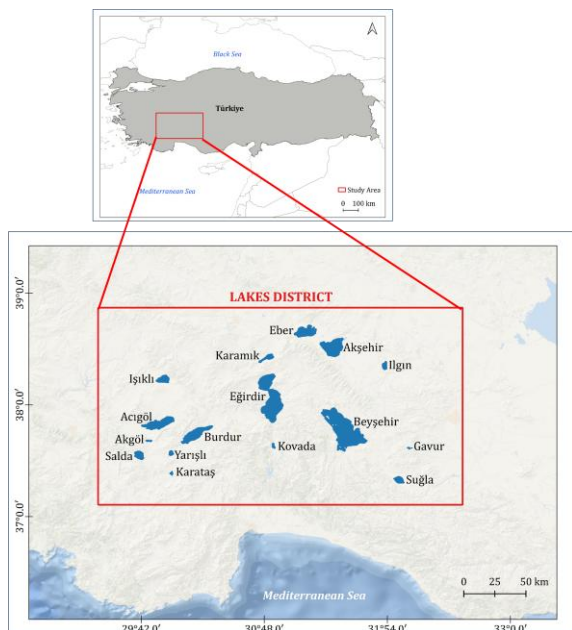 Black Sea
Türkiye
Mediterranean Sea
Study Area
0 100 km
39°0.0′
LAKES DISTRICT
Eber
Akşehir
Karamık
Ilgın
Işıklı
Eğirdir
38°0.0′
Acıgöl
Beyşehir
Akgöl
Burdur
Kovada
Gavur
Salda
Yarışlı
Karataş
Suğla
37°0.0′
0 25 50 km
Mediterranean Sea
29°42.0′ 30°48.0′ 31°54.0′ 33°0.0′